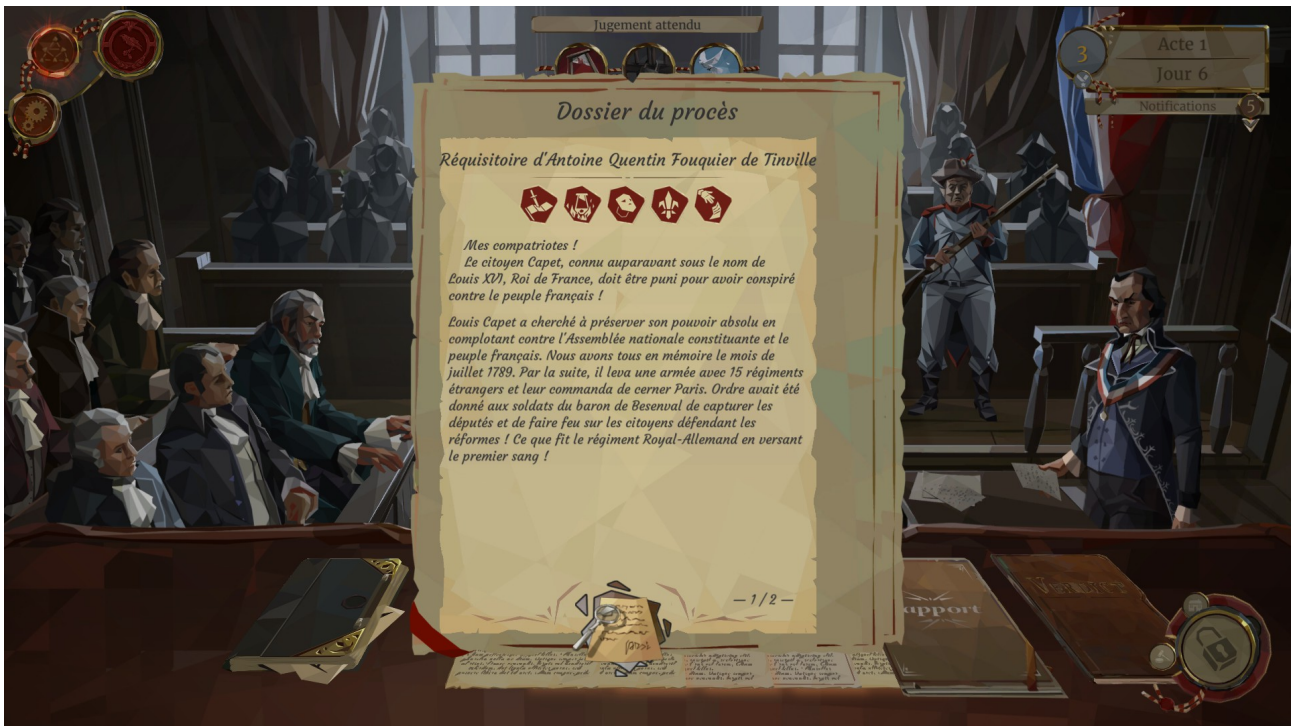 Jugement attendu
3
Acte 1
Jour 6
Notifications
5
Dossier du procès
Réquisitoire d'Antoine Quentin Fouquier de Tinville
Mes compatriotes !
Le citoyen Capet, connu auparavant sous le nom de
Louis XVI, Roi de France, doit être puni pour avoir conspiré
contre le peuple français !
Louis Capet a cherché à préserver son pouvoir absolu en
complotant contre l'Assemblée nationale constituante et le
peuple français. Nous avons tous en mémoire le mois de
juillet 1789. Par la suite, il leva une armée avec 15 régiments
étrangers et leur commanda de cerner Paris. Ordre avait été
donné aux soldats du baron de Besenval de capturer les
députés et de faire feu sur les citoyens défendant les
réformes ! Ce que fit le régiment Royal-Allemand en versant
le premier sang !
— 1 / 2 —
apport
Verdict